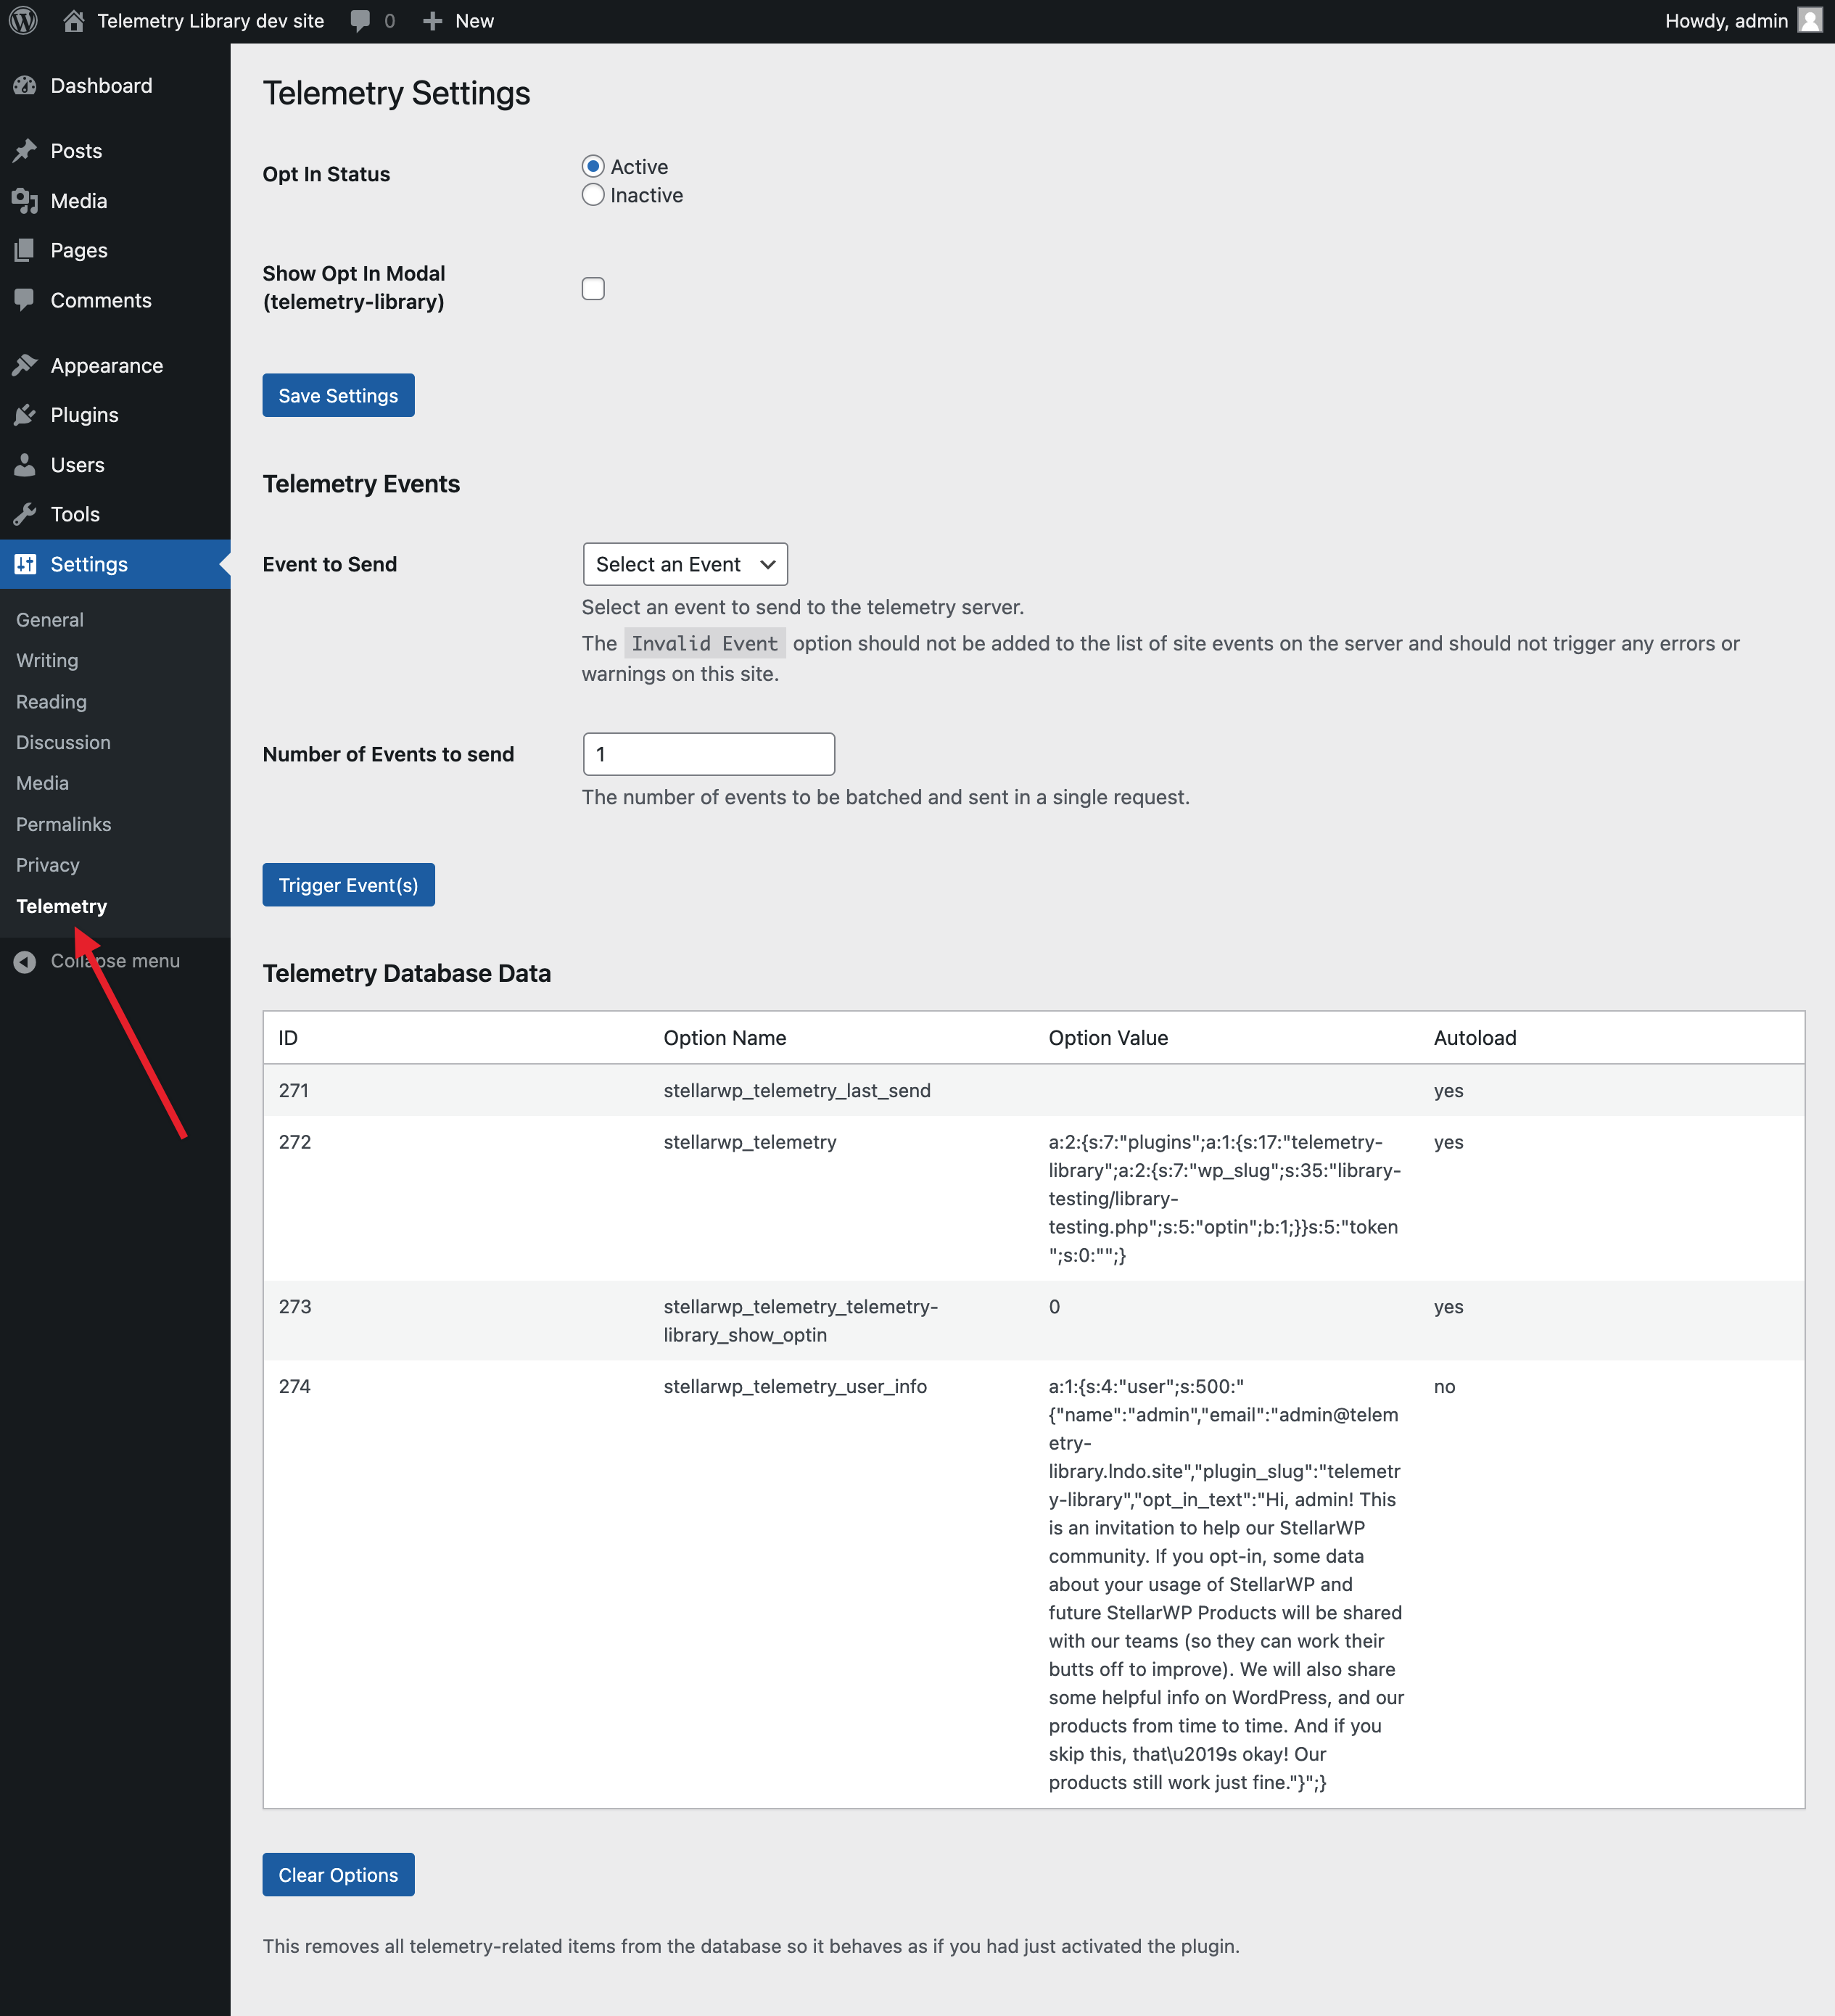 Telemetry Library dev site 0 New Howdy, admin
Dashboard
Posts
Media
Pages
Comments
Appearance
Plugins
Users
Tools
Settings
General
Writing
Reading
Discussion
Media
Permalinks
Privacy
Telemetry
Collapse menu
Telemetry Settings
Opt In Status
Active
Inactive
Show Opt In Modal
(telemetry-library)
Save Settings
Telemetry Events
Event to Send
Select an Event
Select an event to send to the telemetry server.
The Invalid Event option should not be added to the list of site events on the server and should not trigger any errors or
warnings on this site.
Number of Events to send
1
The number of events to be batched and sent in a single request.
Trigger Event(s)
Telemetry Database Data
ID Option Name Option Value Autoload
271 stellarwp_telemetry_last_send yes
272 stellarwp_telemetry a:2:{s:7:"plugins";a:1:{s:17:"telemetry- yes
library";a:2:{s:7:"wp_slug";s:35:"library-
testing/library-
testing.php";s:5:"optin";b:1;}}s:5:"token
";s:0:"";}
273 stellarwp_telemetry_telemetry- 0 yes
library_show_optin
274 stellarwp_telemetry_user_info a:1:{s:4:"user";s:500:" no
{"name":"admin","email":"admin@telem
etry-
library.lndo.site","plugin_slug":"telemetr
y-library","opt_in_text":"Hi, admin! This
is an invitation to help our StellarWP
community. If you opt-in, some data
about your usage of StellarWP and
future StellarWP Products will be shared
with our teams (so they can work their
butts off to improve). We will also share
some helpful info on WordPress, and our
products from time to time. And if you
skip this, that\u2019s okay! Our
products still work just fine."}";}
Clear Options
This removes all telemetry-related items from the database so it behaves as if you had just activated the plugin.